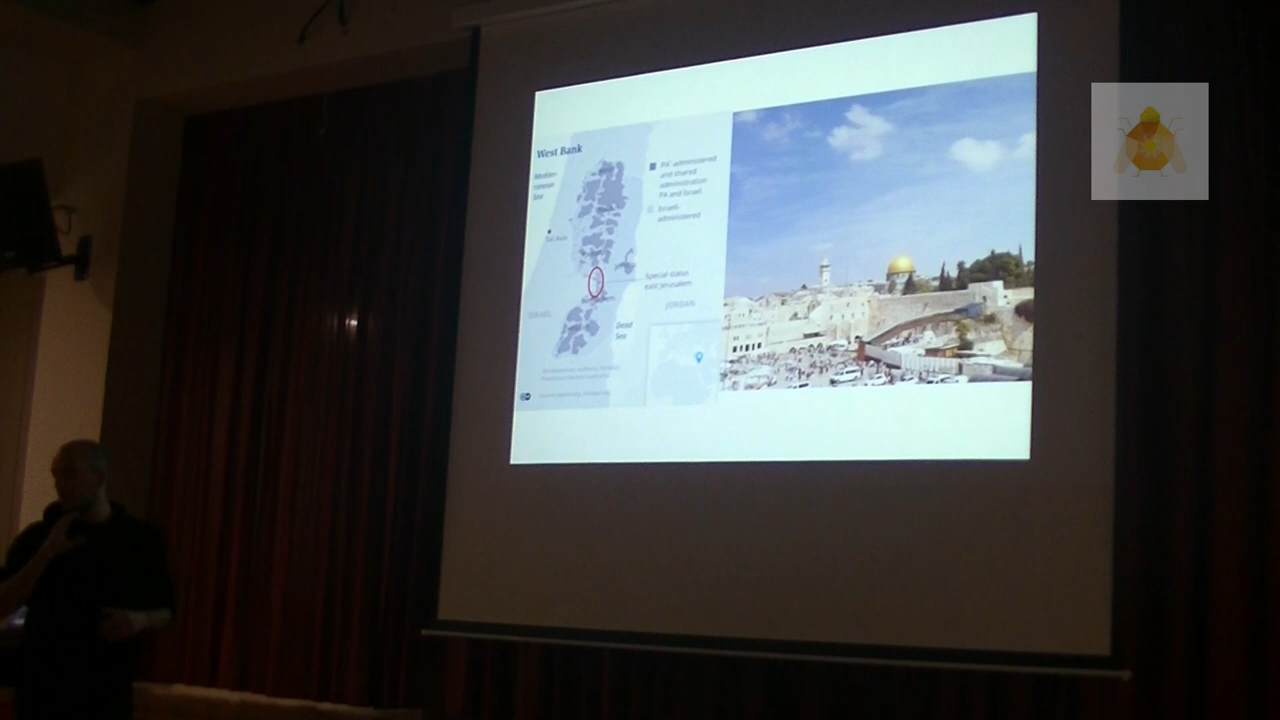 West Bank
Mediter-
ranean
Sea
Tel Aviv
PA-administered
and shared
administration
PA and Israel
Israeli-
administered
Special status
east Jerusalem
ISRAEL
JORDAN
Dead
Sea